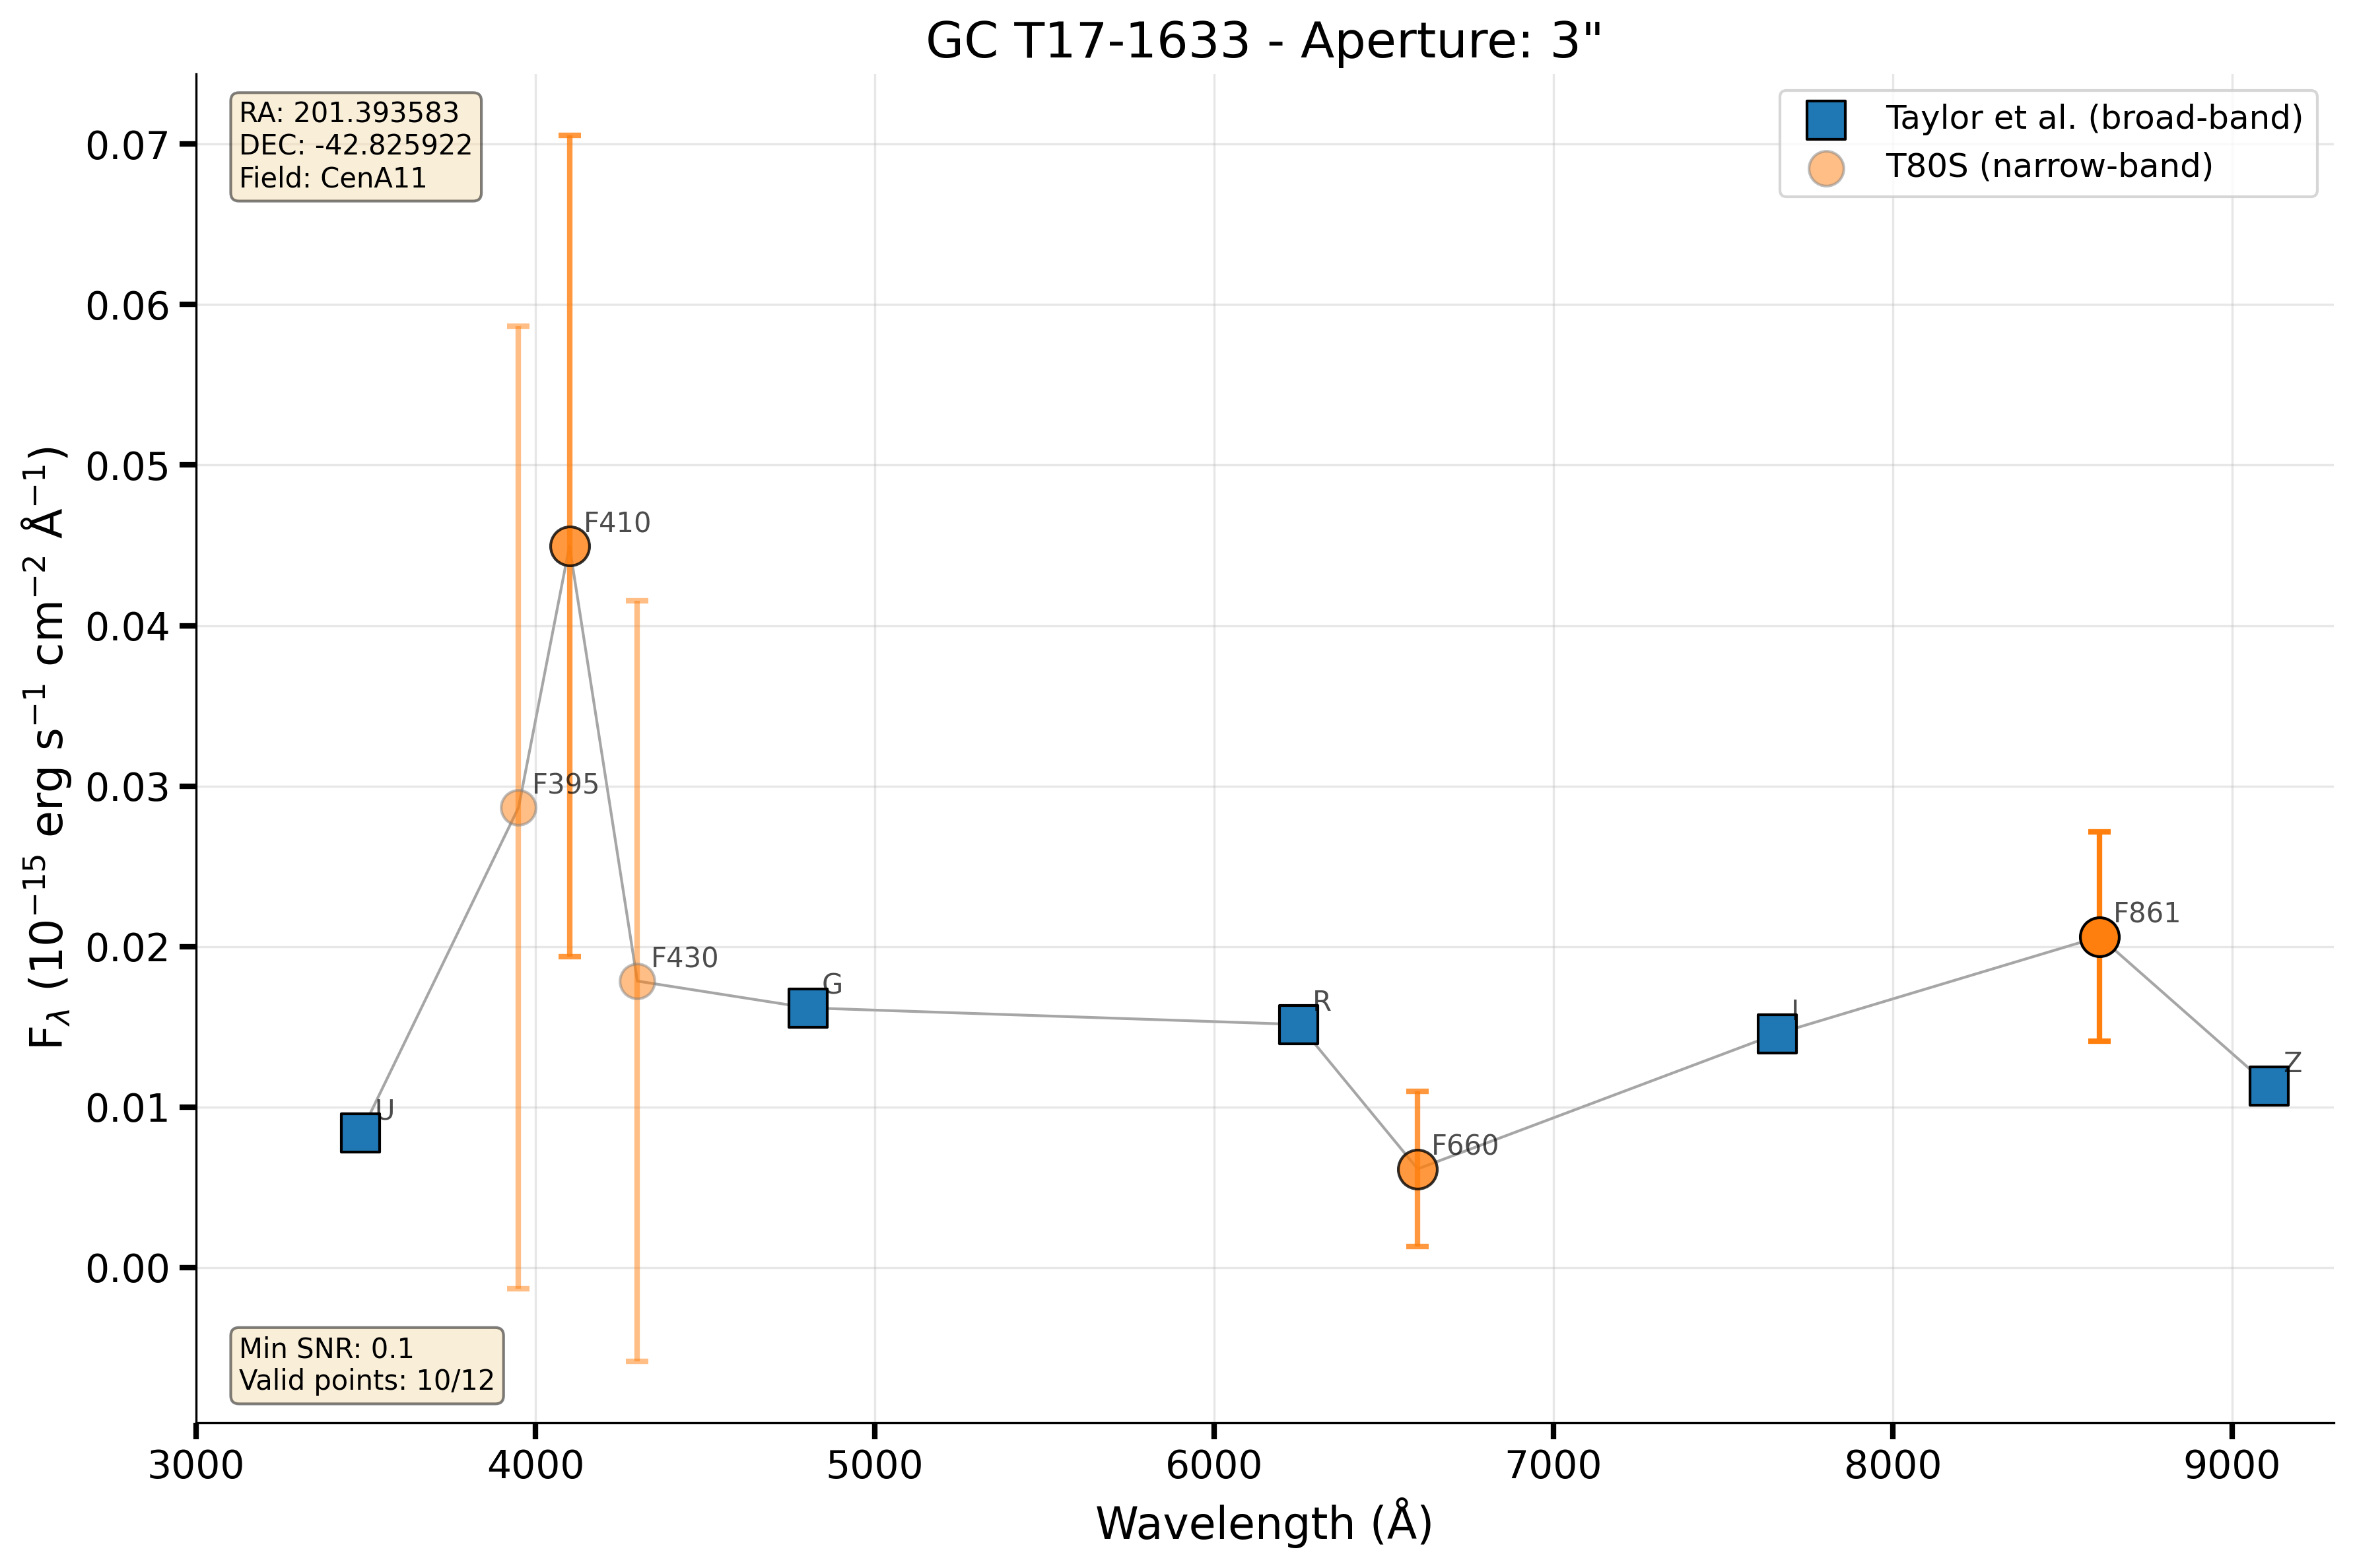 GC T17-1633 - Aperture: 3"
RA: 201.393583
DEC: -42.825922
Field: CenA11
Taylor et al. (broad-band)
T80S (narrow-band)
0.07
0.06
0.05
0.04
0.03
0.02
0.01
0.00
F_λ (10⁻¹⁵ erg s⁻¹ cm⁻² Å⁻¹)
F410
F395
F430
G
R
I
F861
Z
U
F660
Min SNR: 0.1
Valid points: 10/12
3000 4000 5000 6000 7000 8000 9000
Wavelength (Å)